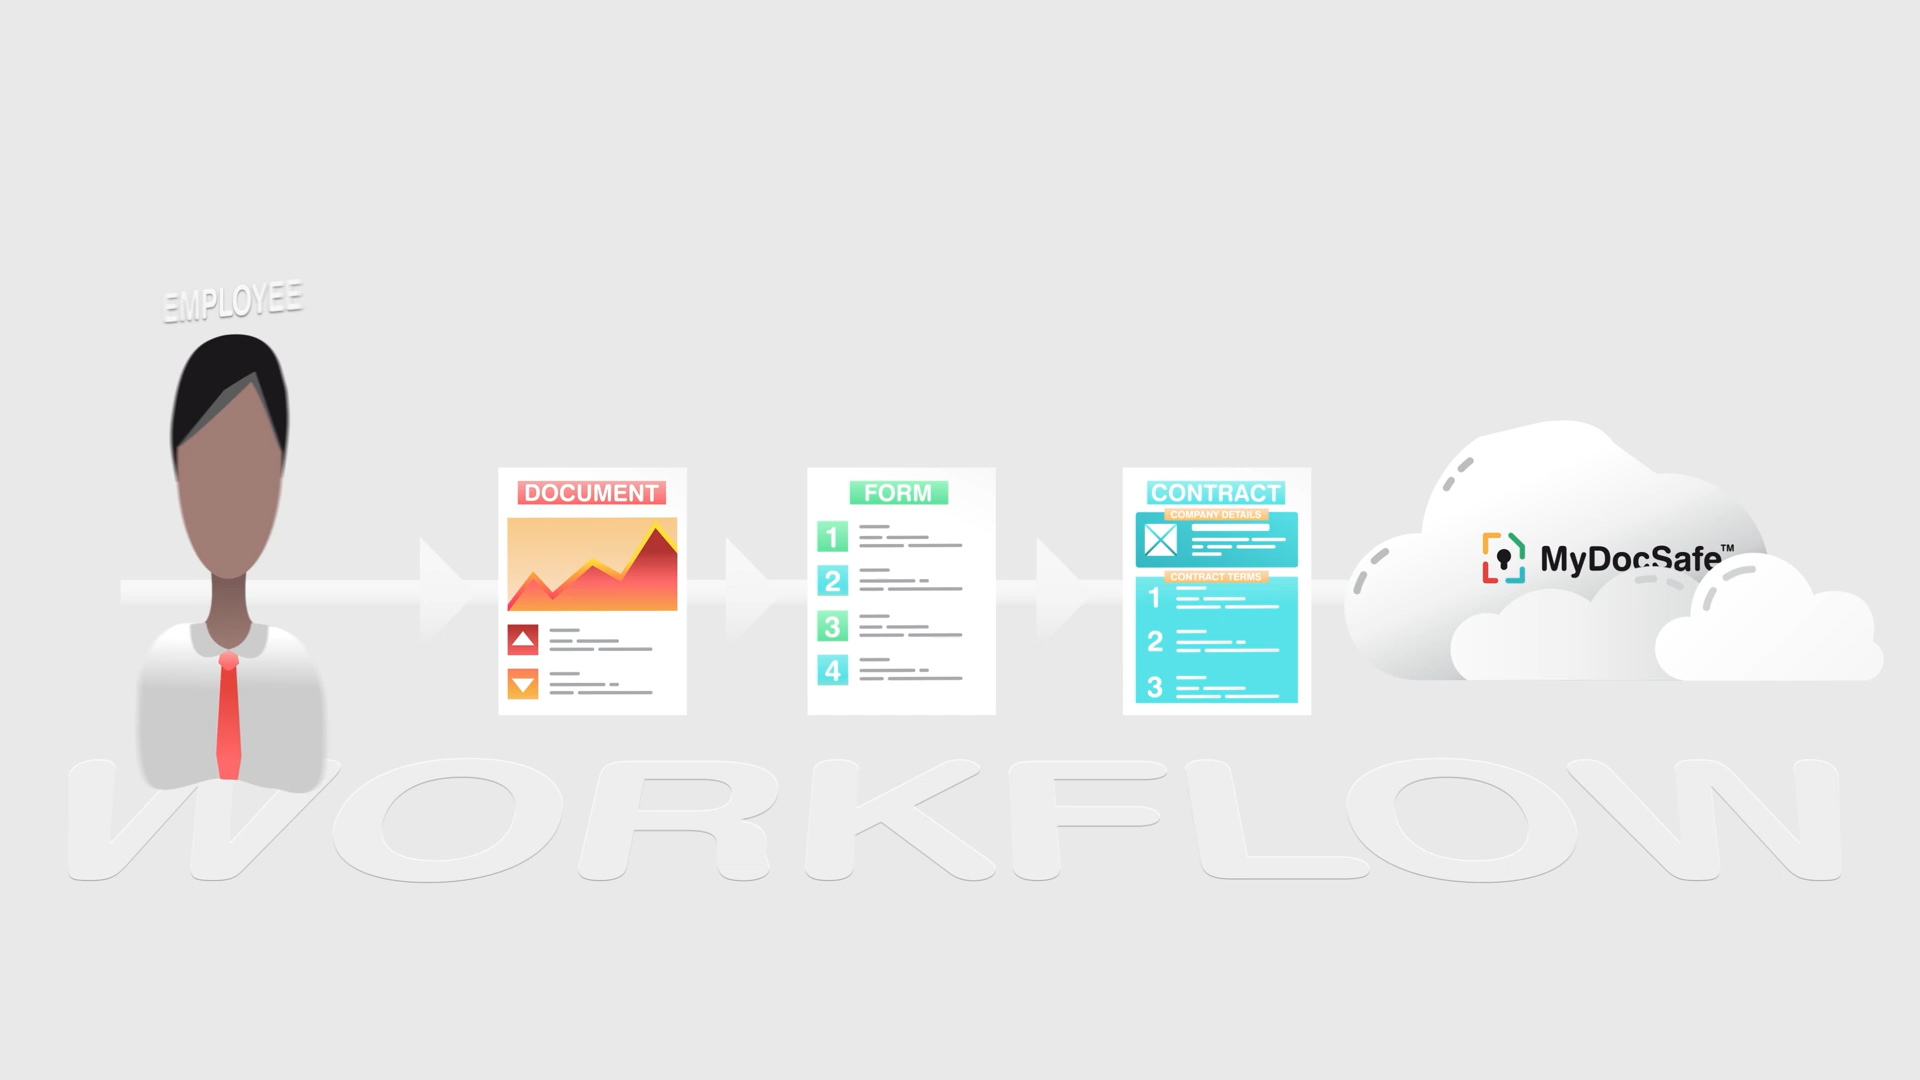 EMPLOYEE
DOCUMENT
FORM
1
2
3
4
CONTRACT
COMPANY DETAILS
CONTRACT TERMS
1
2
3
MyDocSafe™
WORKFLOW